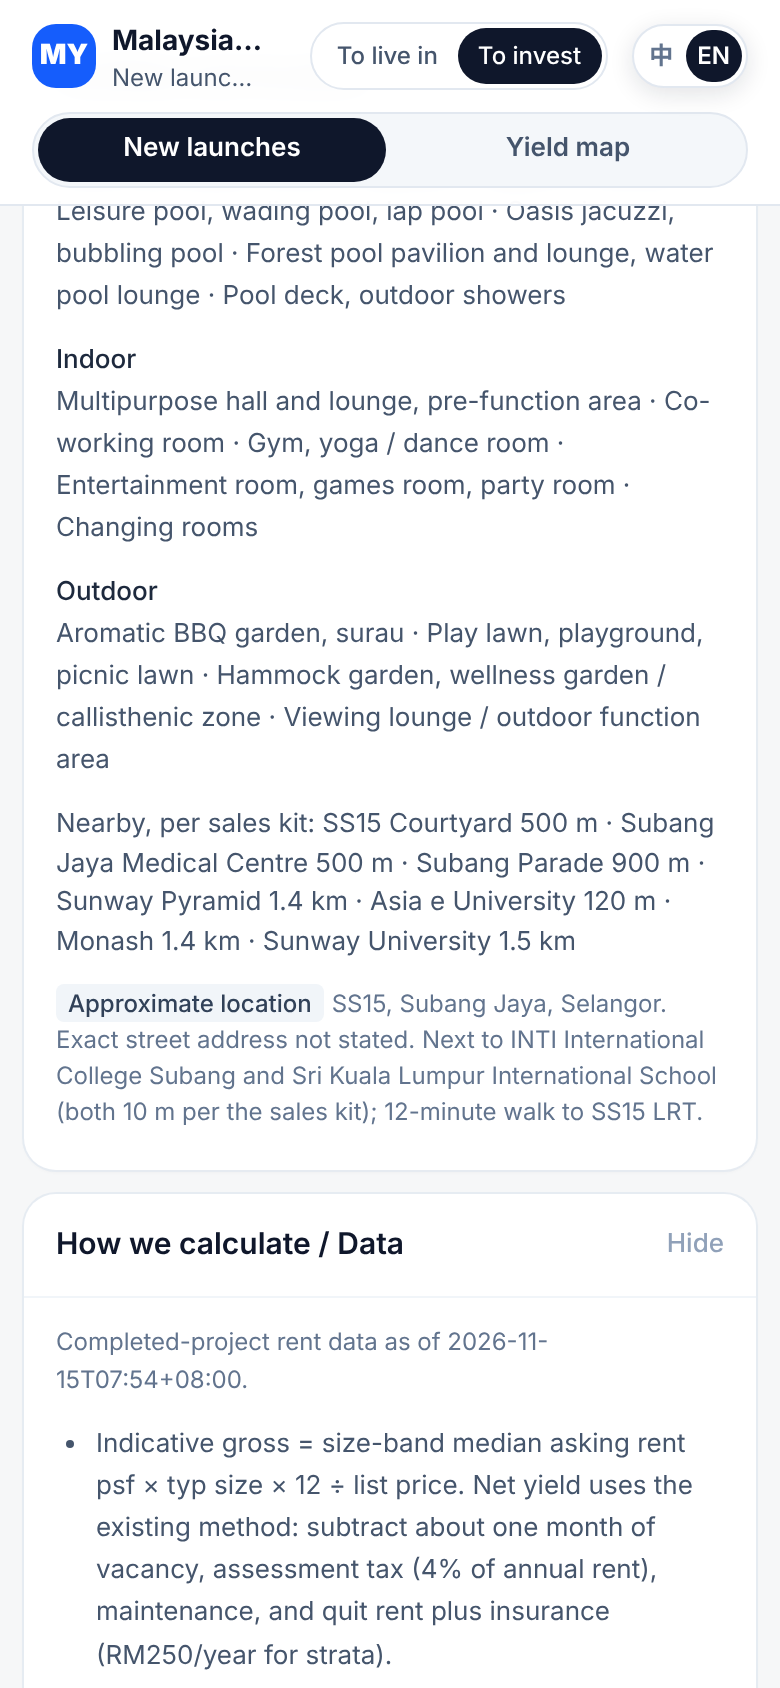 MY
Malaysia...
New launc...
To live in
To invest
中
EN
New launches
Yield map
Leisure pool, wading pool, lap pool · Oasis jacuzzi,
bubbling pool · Forest pool pavilion and lounge, water
pool lounge · Pool deck, outdoor showers
Indoor
Multipurpose hall and lounge, pre-function area · Co-
working room · Gym, yoga / dance room ·
Entertainment room, games room, party room ·
Changing rooms
Outdoor
Aromatic BBQ garden, surau · Play lawn, playground,
picnic lawn · Hammock garden, wellness garden /
callisthenic zone · Viewing lounge / outdoor function
area
Nearby, per sales kit: SS15 Courtyard 500 m · Subang
Jaya Medical Centre 500 m · Subang Parade 900 m ·
Sunway Pyramid 1.4 km · Asia e University 120 m ·
Monash 1.4 km · Sunway University 1.5 km
Approximate location SS15, Subang Jaya, Selangor.
Exact street address not stated. Next to INTI International
College Subang and Sri Kuala Lumpur International School
(both 10 m per the sales kit); 12-minute walk to SS15 LRT.
How we calculate / Data
Hide
Completed-project rent data as of 2026-11-
15T07:54+08:00.
• Indicative gross = size-band median asking rent
psf × typ size × 12 ÷ list price. Net yield uses the
existing method: subtract about one month of
vacancy, assessment tax (4% of annual rent),
maintenance, and quit rent plus insurance
(RM250/year for strata).